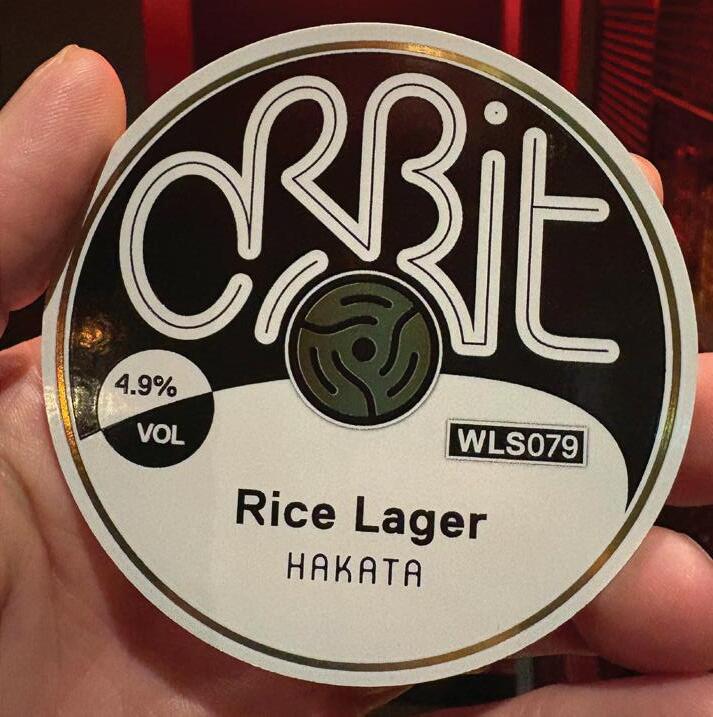 ORBit
4.9%
VOL
WLS079
Rice Lager
HAKATA